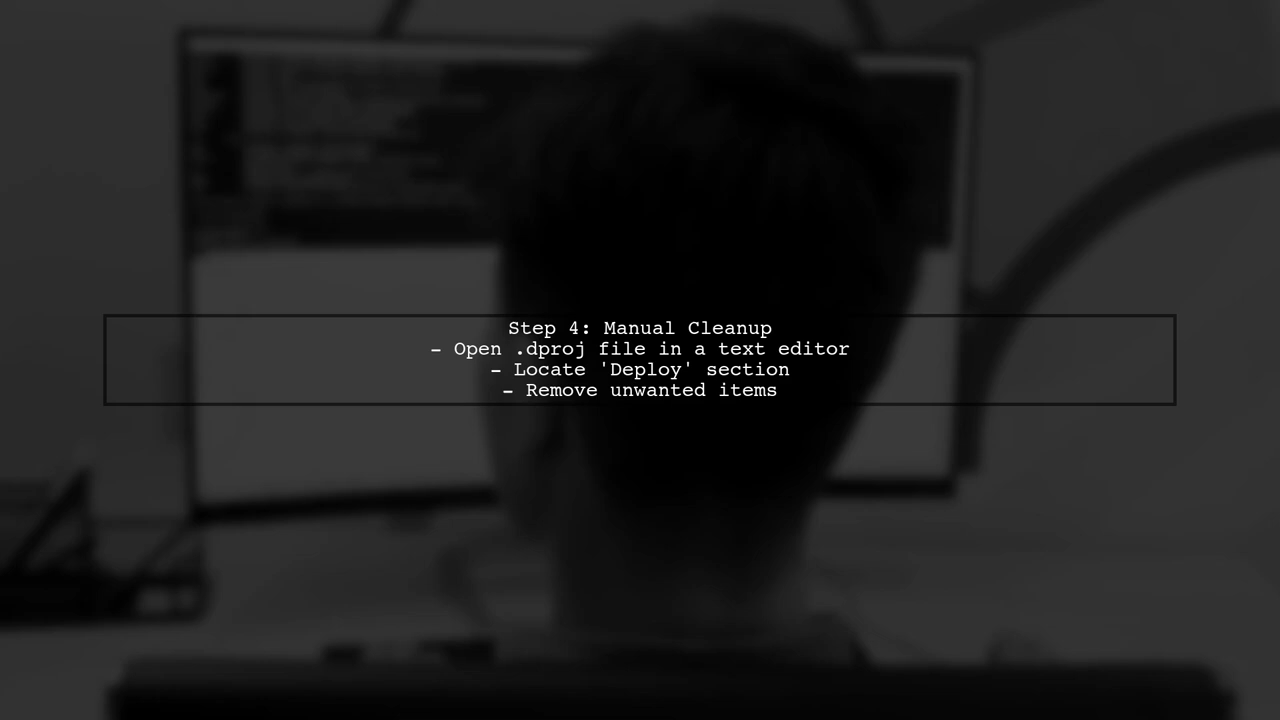 Step 4: Manual Cleanup
- Open .dproj file in a text editor
- Locate 'Deploy' section
- Remove unwanted items